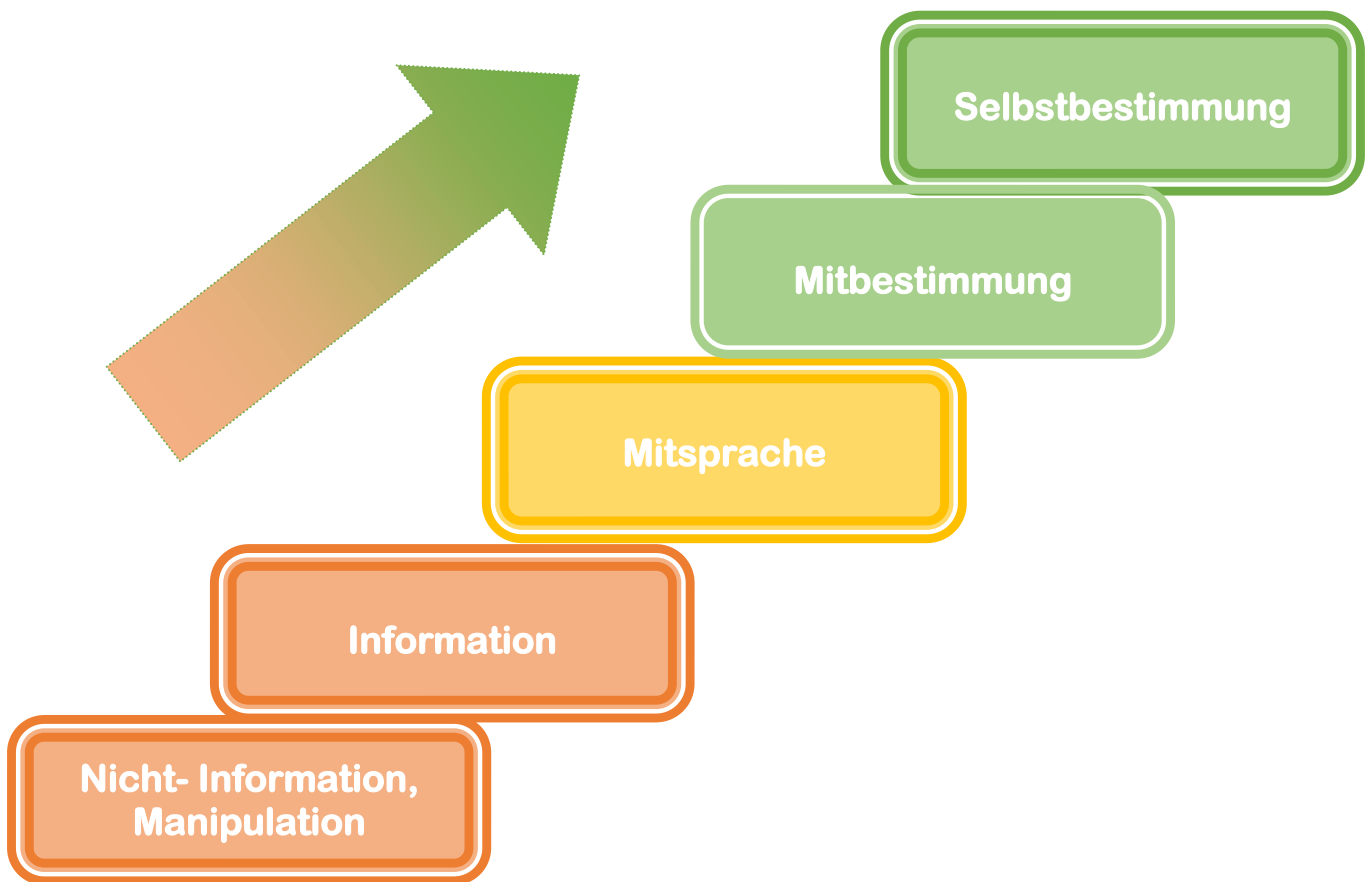 Selbstbestimmung
Mitbestimmung
Mitsprache
Information
Nicht- Information,
Manipulation